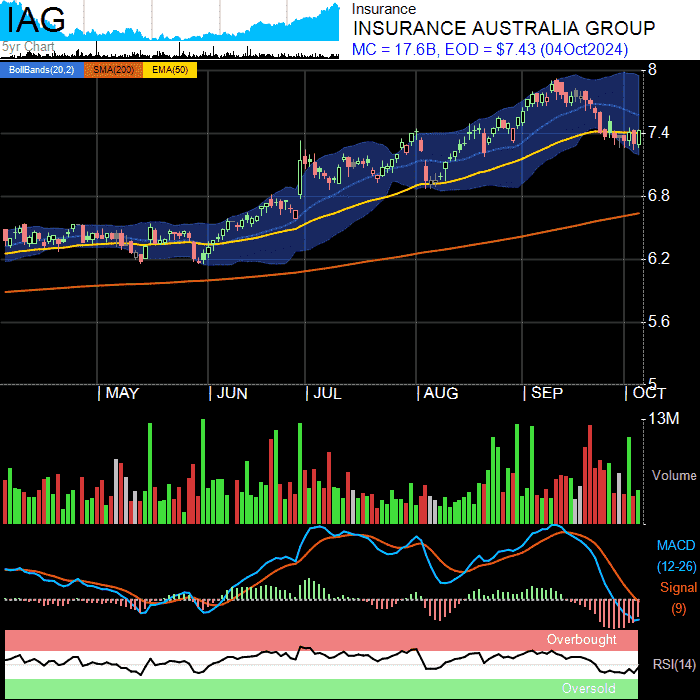 IAG
5yr Chart
Insurance
INSURANCE AUSTRALIA GROUP
MC = 17.6B, EOD = $7.43 (04Oct2024)
BollBands(20,2) SMA(200) EMA(50)
8
7.4
6.8
6.2
5.6
5
MAY JUN JUL AUG SEP OCT
13M
Volume
MACD
(12-26)
Signal
(9)
Overbought
RSI(14)
Oversold